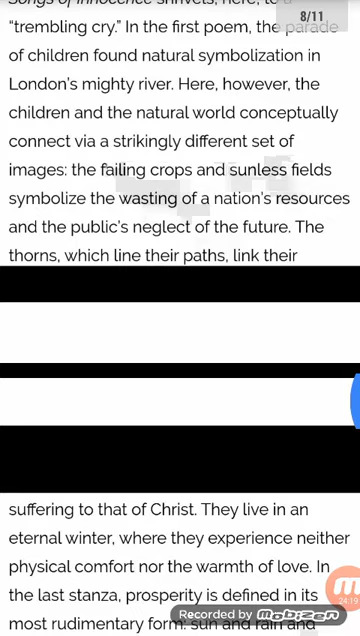 Songs of Innocence shrivels, here, to a
8/11
“trembling cry.” In the first poem, the parade
of children found natural symbolization in
London’s mighty river. Here, however, the
children and the natural world conceptually
connect via a strikingly different set of
images: the failing crops and sunless fields
symbolize the wasting of a nation’s resources
and the public’s neglect of the future. The
thorns, which line their paths, link their
suffering to that of Christ. They live in an
eternal winter, where they experience neither
physical comfort nor the warmth of love. In
the last stanza, prosperity is defined in its
24:19
Recorded by Mobizen
most rudimentary form: sun and rain and